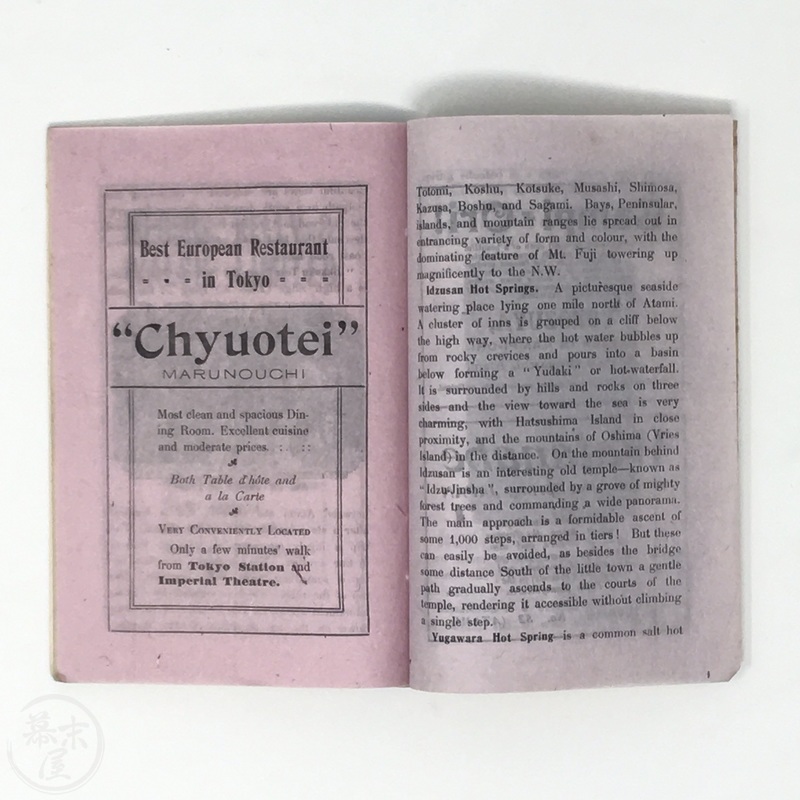 Best European Restaurant
in Tokyo
"Chyuotei"
MARUNOUCHI
Most clean and spacious Din-
ing Room. Excellent cuisine
and moderate prices. : ::
Both Table d'hôte and
a la Carte
VERY CONVENIENTLY LOCATED
Only a few minutes' walk
from Tokyo Station and
Imperial Theatre.
Totomi, Koshu, Kotsuke, Musashi, Shimosa,
Kazusa, Boshu, and Sagami. Bays, Peninsular,
islands, and mountain ranges lie spread out in
entrancing variety of form and colour, with the
dominating feature of Mt. Fuji towering up
magnificently to the N.W.
Idzusan Hot Springs. A picturesque seaside
watering place lying one mile north of Atami.
A cluster of inns is grouped on a cliff below
the high way, where the hot water bubbles up
from rocky crevices and pours into a basin
below forming a "Yudaki" or hot-waterfall.
It is surrounded by hills and rocks on three
sides and the view toward the sea is very
charming, with Hatsushima Island in close
proximity, and the mountains of Oshima (Vries
Island) in the distance. On the mountain behind
Idzusan is an interesting old temple—known as
"Idzu-Jinsha", surrounded by a grove of mighty
forest trees and commanding a wide panorama.
The main approach is a formidable ascent of
some 1,000 steps, arranged in tiers! But these
can easily be avoided, as besides the bridge
some distance South of the little town a gentle
path gradually ascends to the courts of the
temple, rendering it accessible without climbing
a single step.
Yugawara Hot Spring is a common salt hot
幕末屋